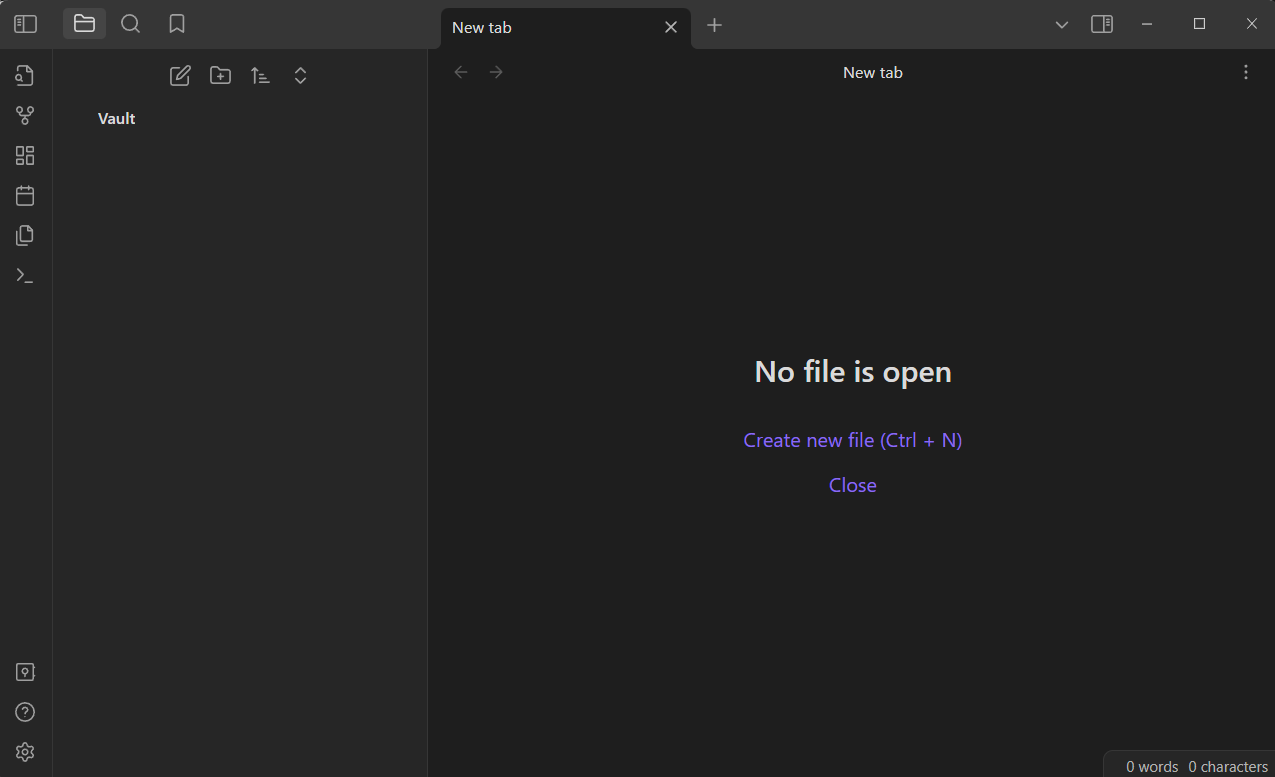 New tab
New tab
Vault
No file is open
Create new file (Ctrl + N)
Close
0 words 0 characters